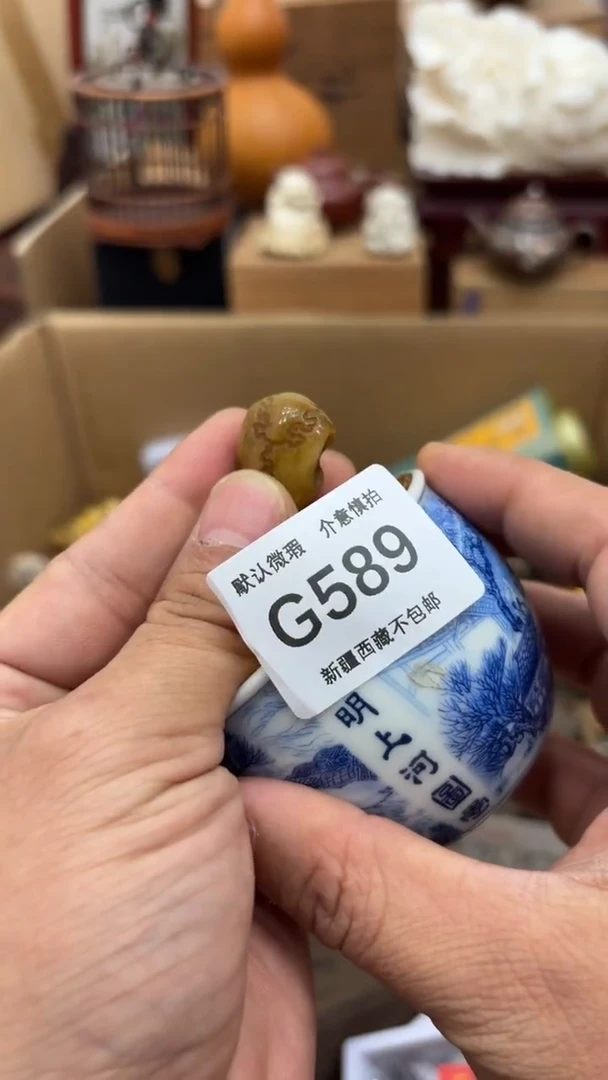 默认微瑕 介意慎拍
G589
新疆西藏不包邮
明上河圖